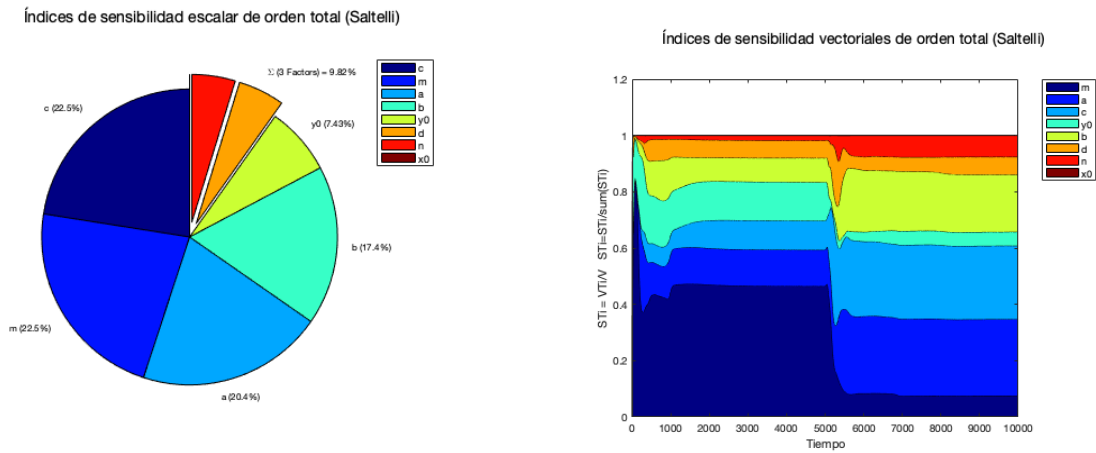 Índices de sensibilidad escalar de orden total (Saltelli)
Σ (3 Factors) = 9.82%
c (22.5%)
y0 (7.43%)
b (17.4%)
m (22.5%)
a (20.4%)
c
m
a
b
y0
d
n
x0
Índices de sensibilidad vectoriales de orden total (Saltelli)
STi = VTi/V STi=STi/sum(STi)
1.2
1
0.8
0.6
0.4
0.2
0
0
1000
2000
3000
4000
5000
6000
7000
8000
9000
10000
Tiempo
m
a
c
y0
b
d
n
x0